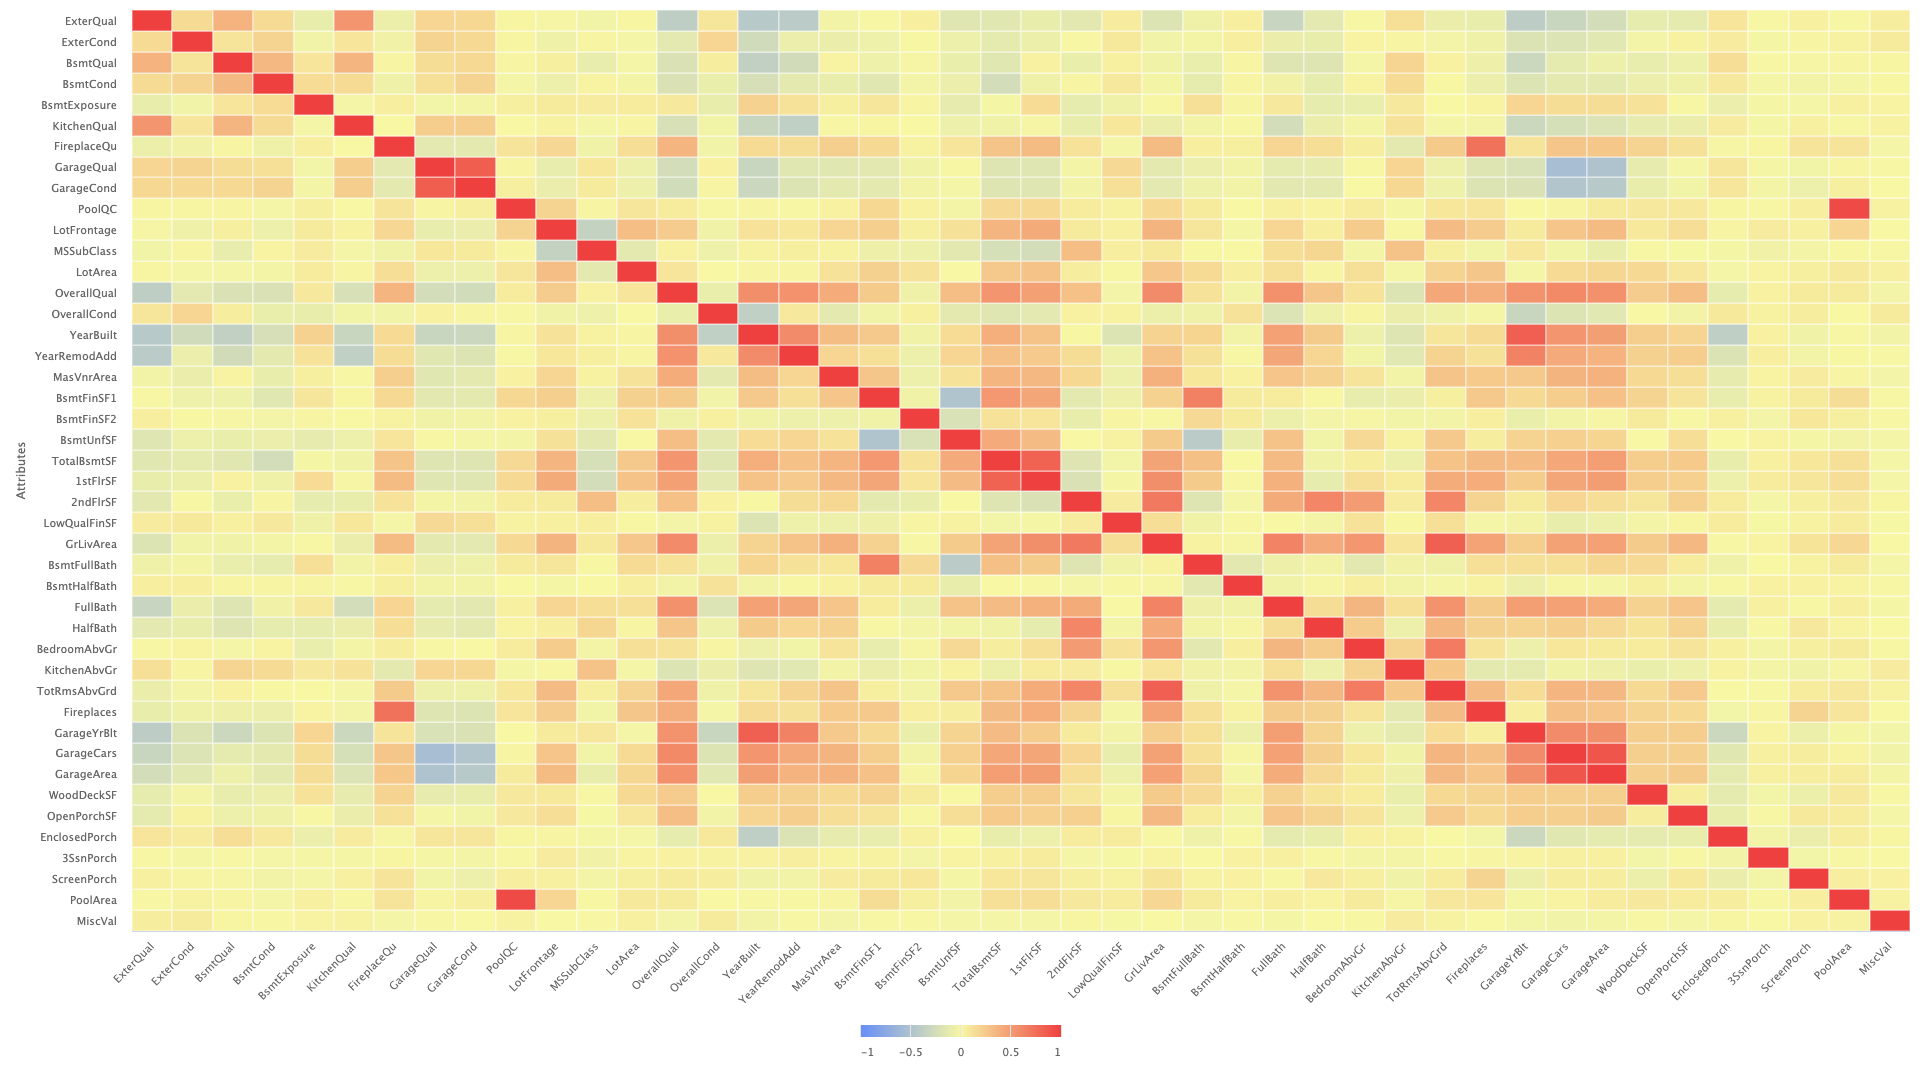 ExterQual
ExterCond
BsmtQual
BsmtCond
BsmtExposure
KitchenQual
FireplaceQu
GarageQual
GarageCond
PoolQC
LotFrontage
MSSubClass
LotArea
OverallQual
OverallCond
YearBuilt
YearRemodAdd
MasVnrArea
BsmtFinSF1
BsmtFinSF2
BsmtUnfSF
TotalBsmtSF
1stFlrSF
2ndFlrSF
LowQualFinSF
GrLivArea
BsmtFullBath
BsmtHalfBath
FullBath
HalfBath
BedroomAbvGr
KitchenAbvGr
TotRmsAbvGrd
Fireplaces
GarageYrBlt
GarageCars
GarageArea
WoodDeckSF
OpenPorchSF
EnclosedPorch
3SsnPorch
ScreenPorch
PoolArea
MiscVal
Attributes
ExterQual
ExterCond
BsmtQual
BsmtCond
BsmtExposure
KitchenQual
FireplaceQu
GarageQual
GarageCond
PoolQC
LotFrontage
MSSubClass
LotArea
OverallQual
OverallCond
YearBuilt
YearRemodAdd
MasVnrArea
BsmtFinSF1
BsmtFinSF2
BsmtUnfSF
TotalBsmtSF
1stFlrSF
2ndFlrSF
LowQualFinSF
GrLivArea
BsmtFullBath
BsmtHalfBath
FullBath
HalfBath
BedroomAbvGr
KitchenAbvGr
TotRmsAbvGrd
Fireplaces
GarageYrBlt
GarageCars
GarageArea
WoodDeckSF
OpenPorchSF
EnclosedPorch
3SsnPorch
ScreenPorch
PoolArea
MiscVal
−1 −0.5 0 0.5 1